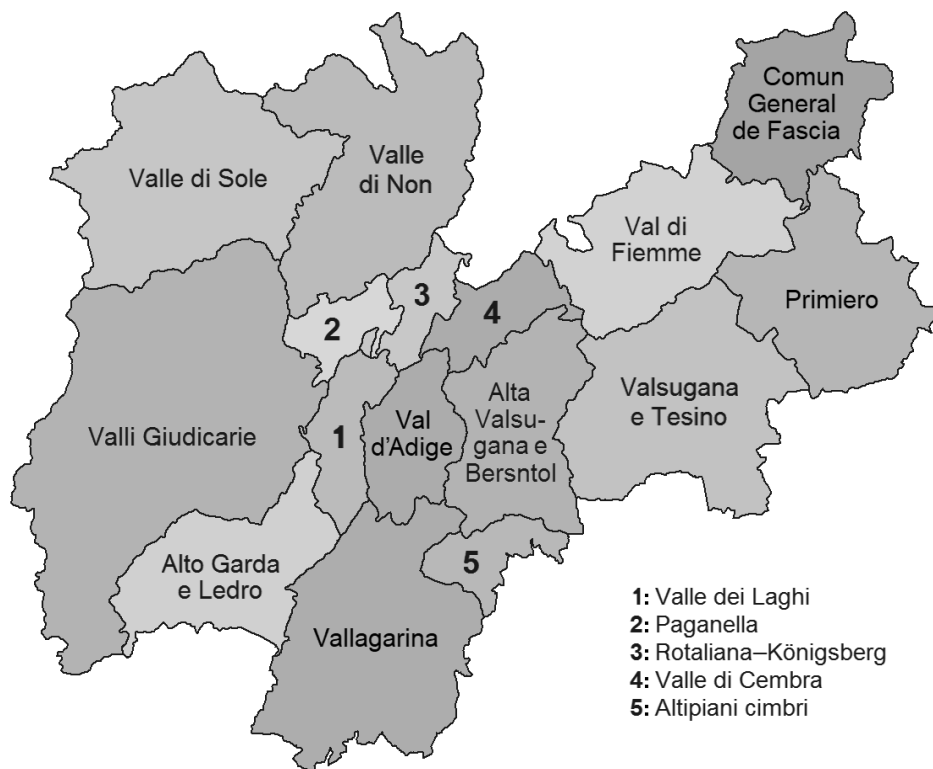 Comun
General
de Fascia
Valle
di Non
Valle di Sole
Val di
Fiemme
Primiero
3
2
4
Valsugana
e Tesino
Alta
Valsu-
gana e
Bersntol
Val
d'Adige
1
Valli Giudicarie
Alto Garda
e Ledro
5
Vallagarina
1: Valle dei Laghi
2: Paganella
3: Rotaliana–Königsberg
4: Valle di Cembra
5: Altipiani cimbri